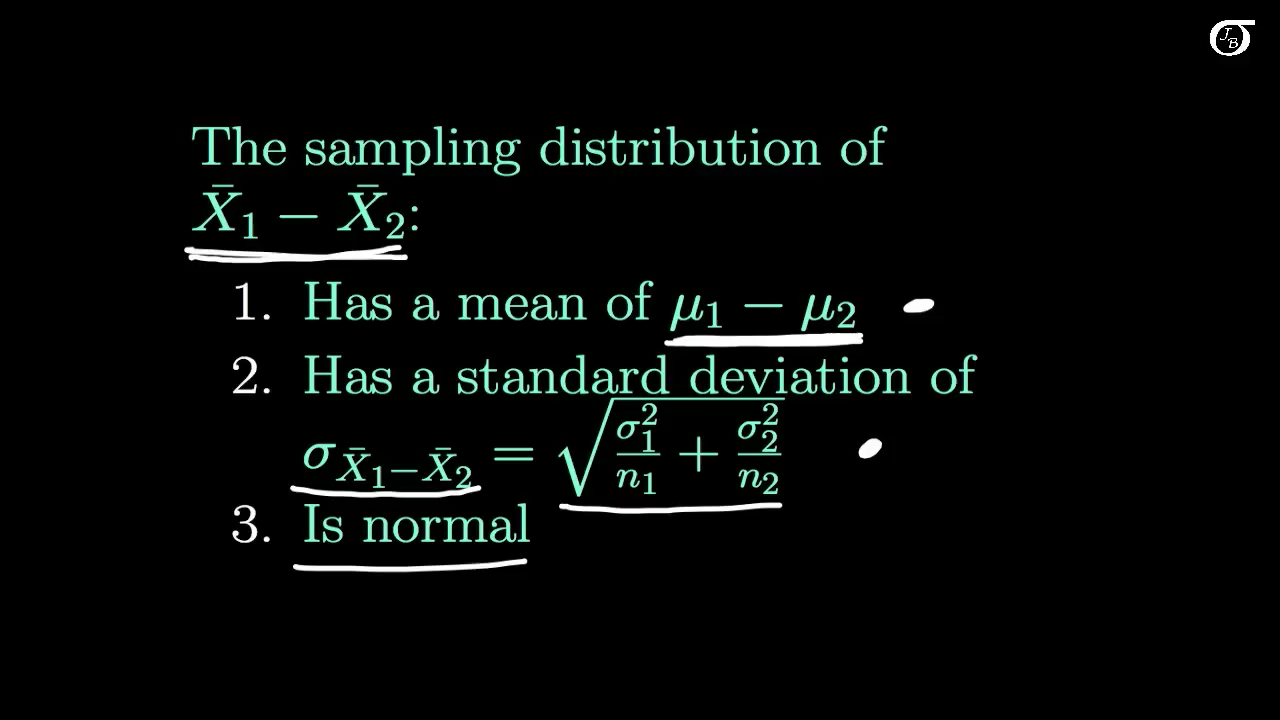 JB
The sampling distribution of
X̄₁ − X̄₂:
1. Has a mean of μ₁ − μ₂
2. Has a standard deviation of
σ_{X̄₁−X̄₂} = √(σ₁²/n₁ + σ₂²/n₂)
3. Is normal